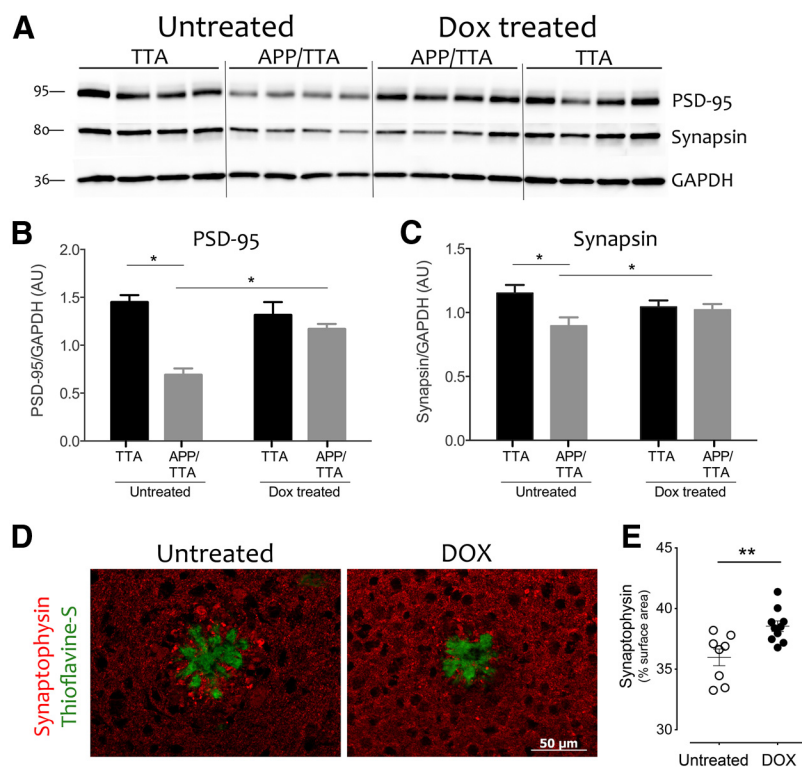 A
Untreated Dox treated
TTA APP/TTA APP/TTA TTA
95 PSD-95
80 Synapsin
36 GAPDH
B
PSD-95
PSD-95/GAPDH (AU)
2.0
1.5
1.0
0.5
0.0
*
*
TTA APP/ TTA APP/
TTA TTA
Untreated Dox treated
C
Synapsin
Synapsin/GAPDH (AU)
1.5
1.0
0.5
0.0
*
*
TTA APP/ TTA APP/
TTA TTA
Untreated Dox treated
D
Untreated DOX
Synaptophysin
Thioflavine-S
50 µm
E
Synaptophysin
(% surface area)
45
40
35
30
**
Untreated DOX